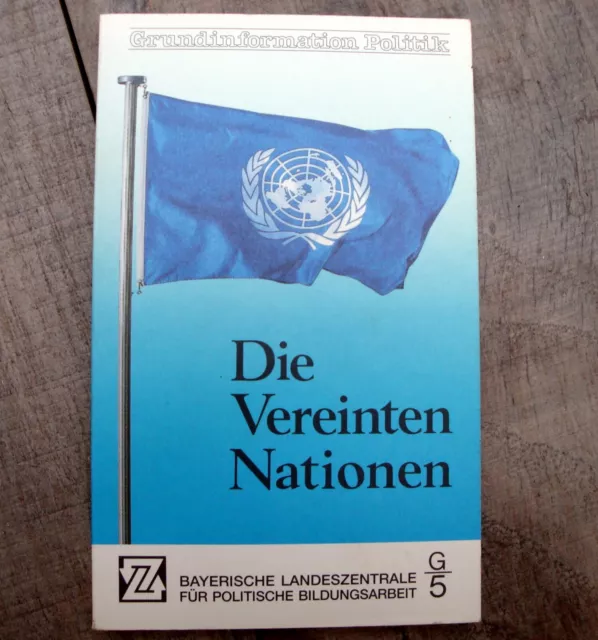 Grundinformation Politik
Die
Vereinten
Nationen
BAYERISCHE LANDESZENTRALE
FÜR POLITISCHE BILDUNGSARBEIT
G
5